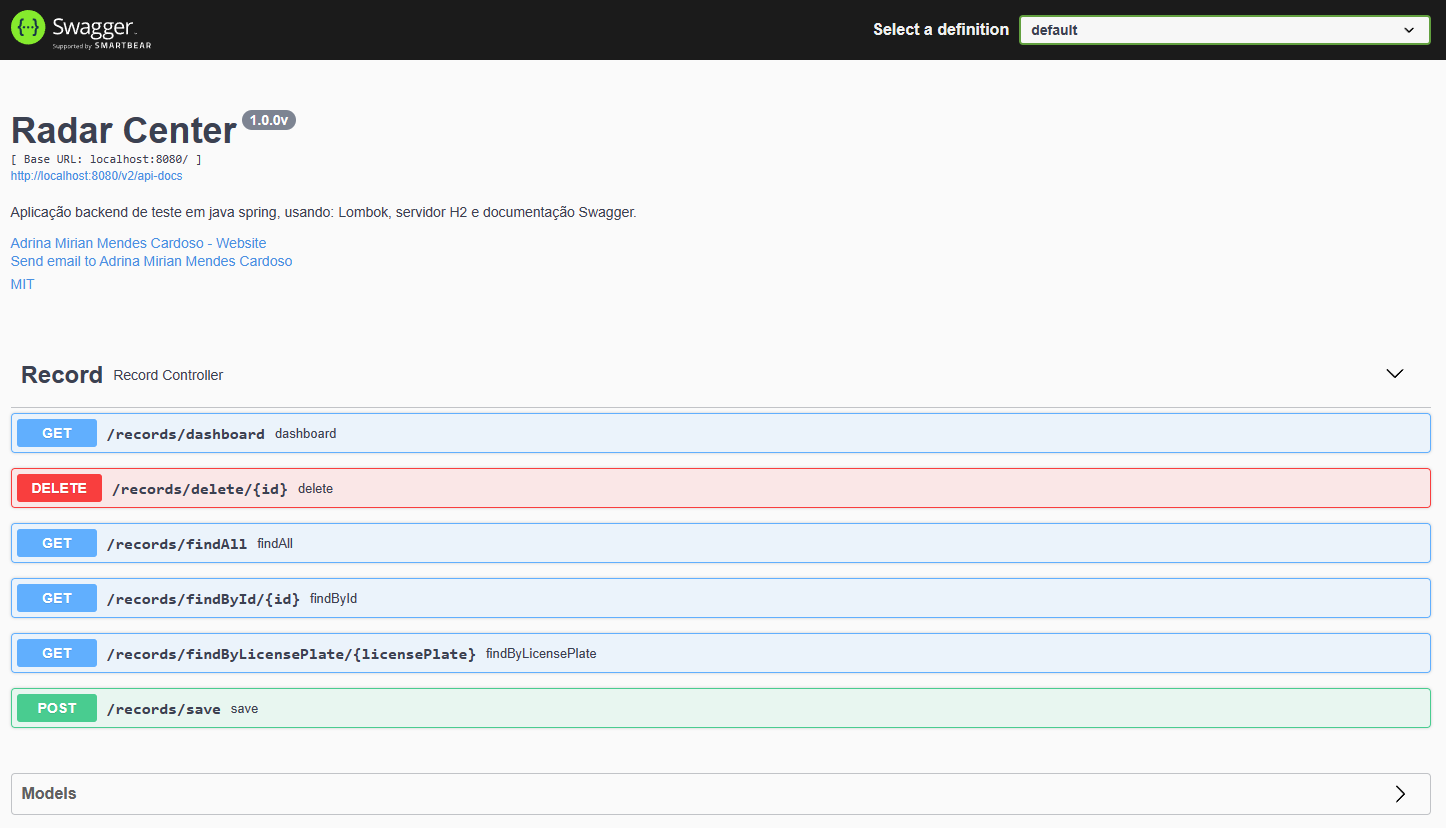 {···} Swagger
Supported by SMARTBEAR
Select a definition
default
Radar Center 1.0.0v
[ Base URL: localhost:8080/ ]
http://localhost:8080/v2/api-docs
Aplicação backend de teste em java spring, usando: Lombok, servidor H2 e documentação Swagger.
Adrina Mirian Mendes Cardoso - Website
Send email to Adrina Mirian Mendes Cardoso
MIT
Record Record Controller
GET /records/dashboard dashboard
DELETE /records/delete/{id} delete
GET /records/findAll findAll
GET /records/findById/{id} findById
GET /records/findByLicensePlate/{licensePlate} findByLicensePlate
POST /records/save save
Models